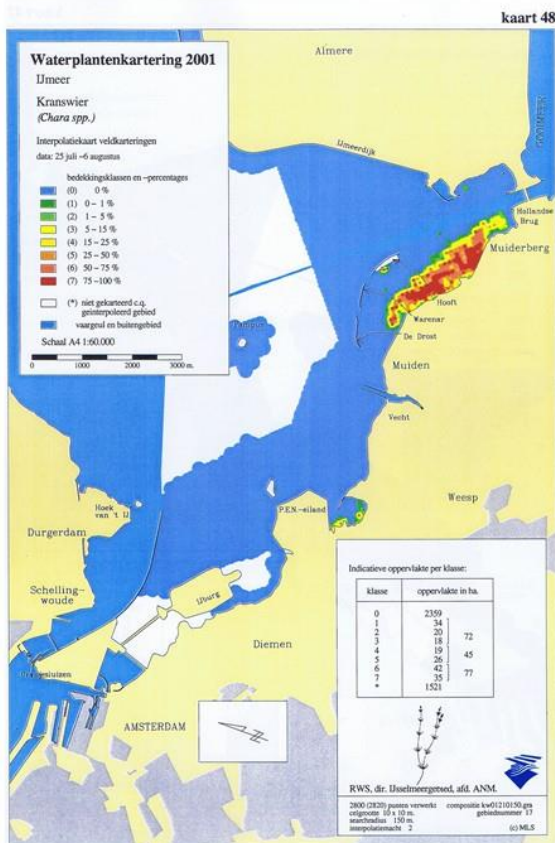 kaart 48
Waterplantenkartering 2001
IJmeer
Kranswier
(Chara spp.)
Interpolatiekaart veldkarteringen
data: 25 juli -6 augustus
bedekkingsklassen en -percentages
(0) 0 %
(1) 0 - 1 %
(2) 1 - 5 %
(3) 5 - 15 %
(4) 15 - 25 %
(5) 25 - 50 %
(6) 50 - 75 %
(7) 75 -100 %
(*) niet gekarteerd c.q.
geinterpoleerd gebied
vaargeul en buitengebied
Schaal A4 1:60.000
0 1000 2000 3000 m.
Almere
IJmeerdijk
GOOIMEER
Hollandse
Brug
Muiderberg
Hooft
Warenar
De Drost
Muiden
Vecht
Weesp
P.E.N.-eiland
Hoek
van 't IJ
Durgerdam
Schelling-
woude
IJburg
Diemen
AMSTERDAM
Indicatieve oppervlakte per klasse:
klasse oppervlakte in ha.
0 2359
1 34
2 20 72
3 18
4 19 45
5 26
6 42 77
7 35
* 1521
RWS, dir. IJsselmeergetsed, afd. ANM.
2800 (2820) punten verwerkt compositie kw01210150.gra
celgrootte 10 x 10 m. gebiednummer 17
searchradius 150 m.
interpolatiemacht 2 (c) MLS